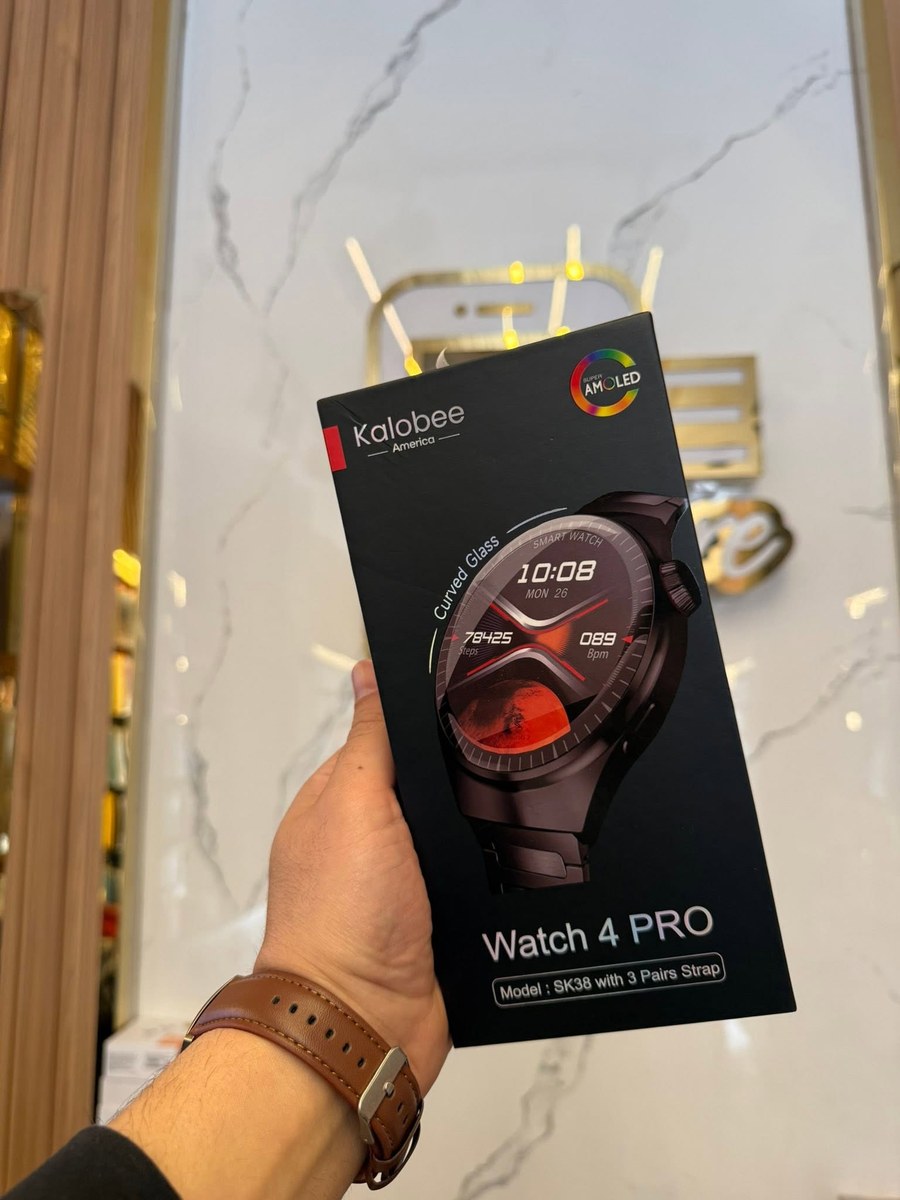 SUPER
AMOLED
Kalobee
America
Curved Glass
SMART WATCH
10:08
MON 26
78425
Steps
089
Bpm
Watch 4 PRO
Model : SK38 with 3 Pairs Strap